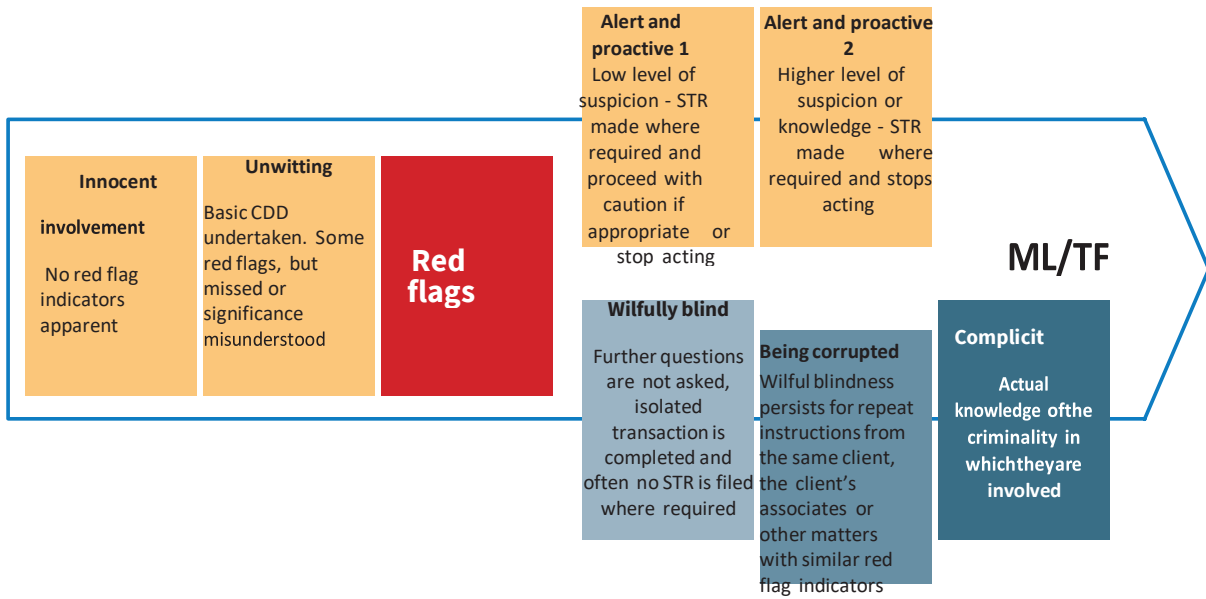 Innocent
involvement
No red flag
indicators
apparent
Unwitting
Basic CDD
undertaken. Some
red flags, but
missed or
significance
misunderstood
Red
flags
Alert and
proactive 1
Low level of
suspicion - STR
made where
required and
proceed with
caution if
appropriate or
stop acting
Alert and proactive
2
Higher level of
suspicion or
knowledge - STR
made where
required and stops
acting
Wilfully blind
Further questions
are not asked,
isolated
transaction is
completed and
often no STR is filed
where required
Being corrupted
Wilful blindness
persists for repeat
instructions from
the same client,
the client’s
associates or
other matters
with similar red
flag indicators
ML/TF
Complicit
Actual
knowledge ofthe
criminality in
whichtheyare
involved